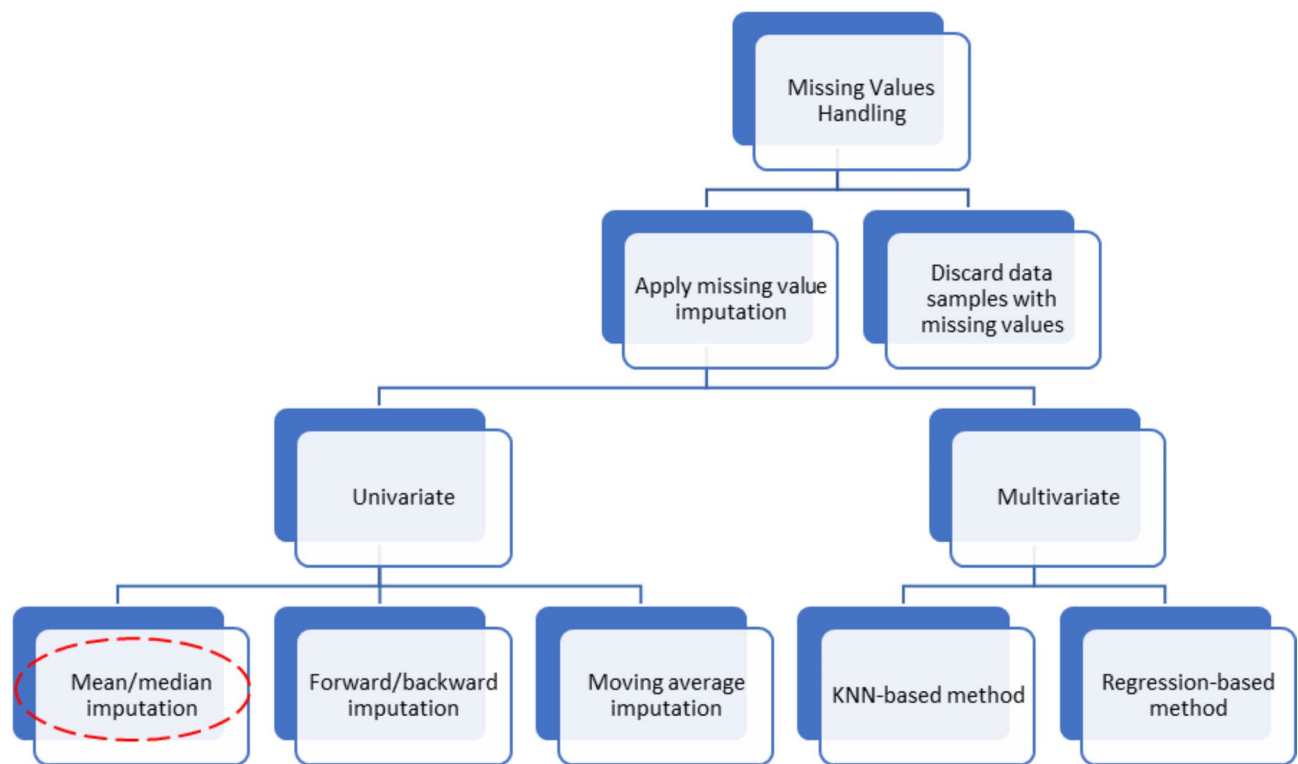 Missing Values
Handling
Apply missing value
imputation
Discard data
samples with
missing values
Univariate
Multivariate
Mean/median
imputation
Forward/backward
imputation
Moving average
imputation
KNN-based method
Regression-based
method